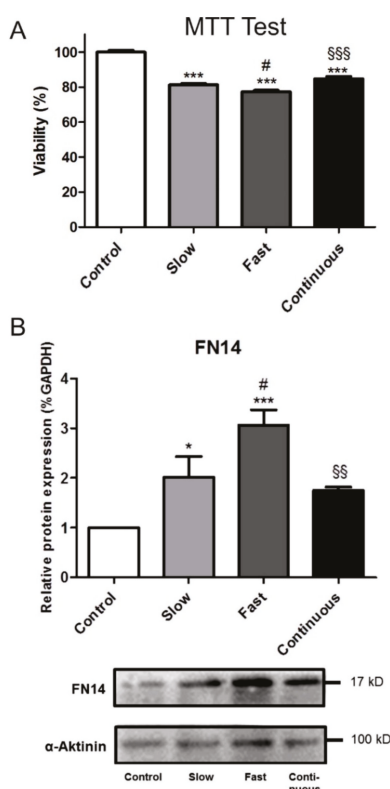 A
MTT Test
Viability (%)
100
80
60
40
20
0
***
#
***
§§§
***
Control
Slow
Fast
Continuous
B
FN14
Relative protein expression (% GAPDH)
4
3
2
1
0
*
#
***
§§
Control
Slow
Fast
Continuous
FN14
17 kD
α-Aktinin
100 kD
Control
Slow
Fast
Conti-
nuous